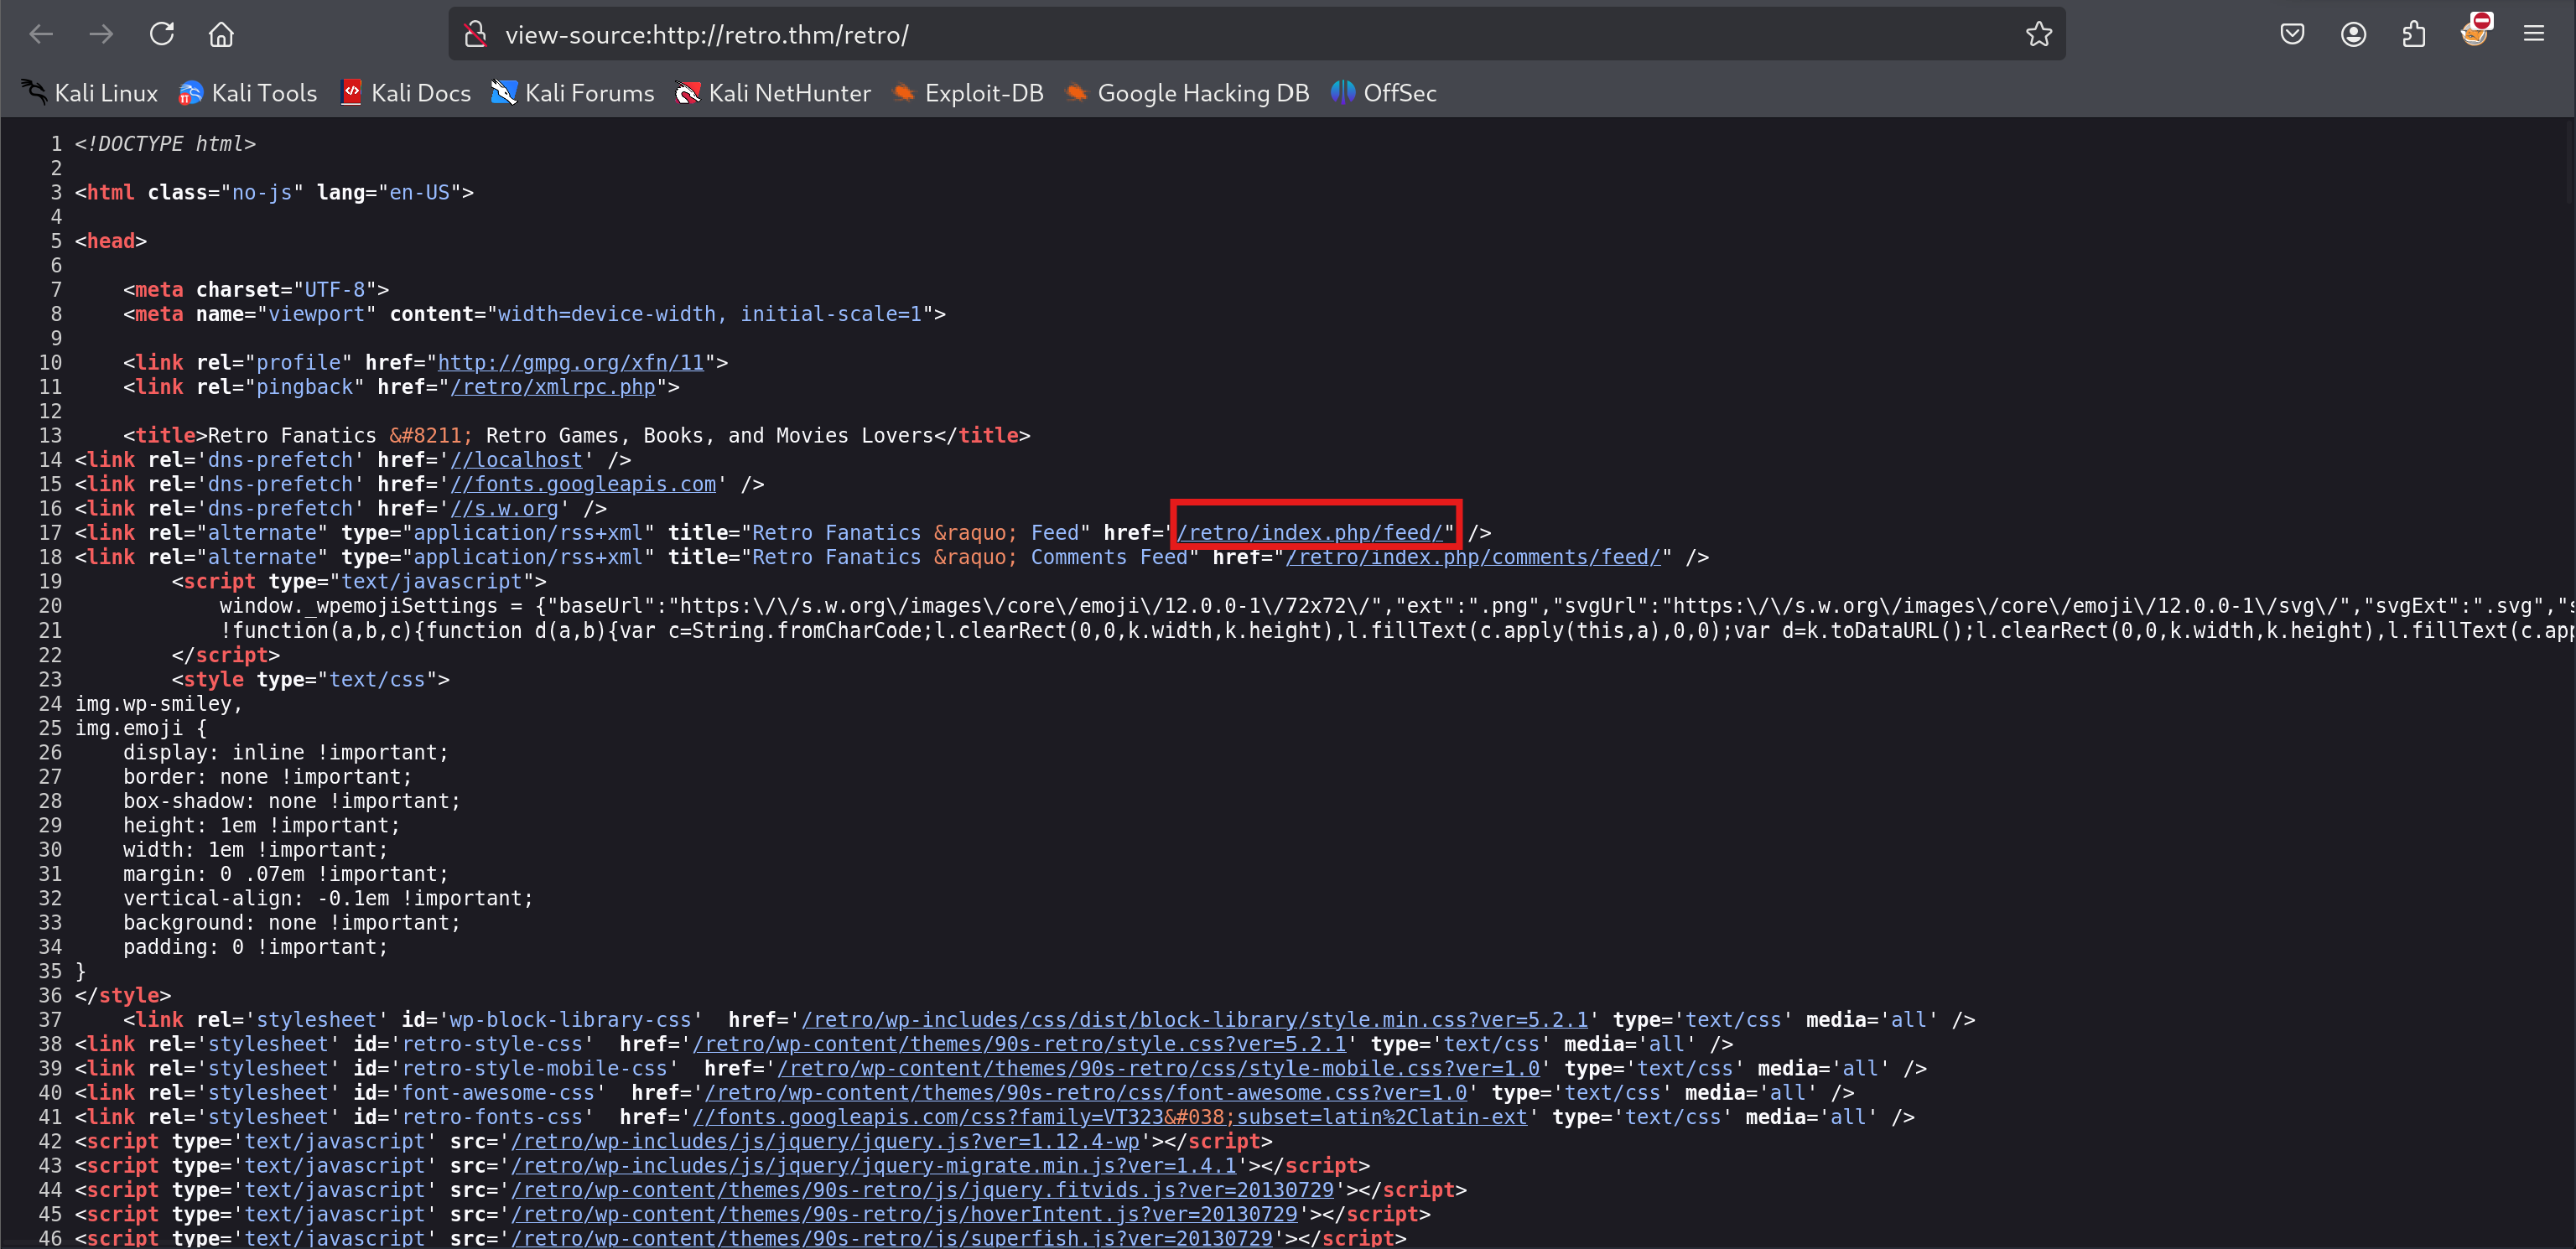 view-source:http://retro.thm/retro/
Kali Linux Kali Tools Kali Docs Kali Forums Kali NetHunter Exploit-DB Google Hacking DB OffSec
1 <!DOCTYPE html>
2
3 <html class="no-js" lang="en-US">
4
5 <head>
6
7     <meta charset="UTF-8">
8     <meta name="viewport" content="width=device-width, initial-scale=1">
9
10     <link rel="profile" href="http://gmpg.org/xfn/11">
11     <link rel="pingback" href="/retro/xmlrpc.php">
12
13     <title>Retro Fanatics &#8211; Retro Games, Books, and Movies Lovers</title>
14 <link rel='dns-prefetch' href='//localhost' />
15 <link rel='dns-prefetch' href='//fonts.googleapis.com' />
16 <link rel='dns-prefetch' href='//s.w.org' />
17 <link rel="alternate" type="application/rss+xml" title="Retro Fanatics &raquo; Feed" href="/retro/index.php/feed/" />
18 <link rel="alternate" type="application/rss+xml" title="Retro Fanatics &raquo; Comments Feed" href="/retro/index.php/comments/feed/" />
19         <script type="text/javascript">
20             window._wpemojiSettings = {"baseUrl":"https:\/\/s.w.org\/images\/core\/emoji\/12.0.0-1\/72x72\/","ext":".png","svgUrl":"https:\/\/s.w.org\/images\/core\/emoji\/12.0.0-1\/svg\/","svgExt":".svg","s
21             !function(a,b,c){function d(a,b){var c=String.fromCharCode;l.clearRect(0,0,k.width,k.height),l.fillText(c.apply(this,a),0,0);var d=k.toDataURL();l.clearRect(0,0,k.width,k.height),l.fillText(c.app
22         </script>
23         <style type="text/css">
24 img.wp-smiley,
25 img.emoji {
26     display: inline !important;
27     border: none !important;
28     box-shadow: none !important;
29     height: 1em !important;
30     width: 1em !important;
31     margin: 0 .07em !important;
32     vertical-align: -0.1em !important;
33     background: none !important;
34     padding: 0 !important;
35 }
36 </style>
37     <link rel='stylesheet' id='wp-block-library-css'  href='/retro/wp-includes/css/dist/block-library/style.min.css?ver=5.2.1' type='text/css' media='all' />
38 <link rel='stylesheet' id='retro-style-css'  href='/retro/wp-content/themes/90s-retro/style.css?ver=5.2.1' type='text/css' media='all' />
39 <link rel='stylesheet' id='retro-style-mobile-css'  href='/retro/wp-content/themes/90s-retro/css/style-mobile.css?ver=1.0' type='text/css' media='all' />
40 <link rel='stylesheet' id='font-awesome-css'  href='/retro/wp-content/themes/90s-retro/css/font-awesome.css?ver=1.0' type='text/css' media='all' />
41 <link rel='stylesheet' id='retro-fonts-css'  href='//fonts.googleapis.com/css?family=VT323&#038;subset=latin%2Clatin-ext' type='text/css' media='all' />
42 <script type='text/javascript' src='/retro/wp-includes/js/jquery/jquery.js?ver=1.12.4-wp'></script>
43 <script type='text/javascript' src='/retro/wp-includes/js/jquery/jquery-migrate.min.js?ver=1.4.1'></script>
44 <script type='text/javascript' src='/retro/wp-content/themes/90s-retro/js/jquery.fitvids.js?ver=20130729'></script>
45 <script type='text/javascript' src='/retro/wp-content/themes/90s-retro/js/hoverIntent.js?ver=20130729'></script>
46 <script type='text/javascript' src='/retro/wp-content/themes/90s-retro/js/superfish.js?ver=20130729'></script>